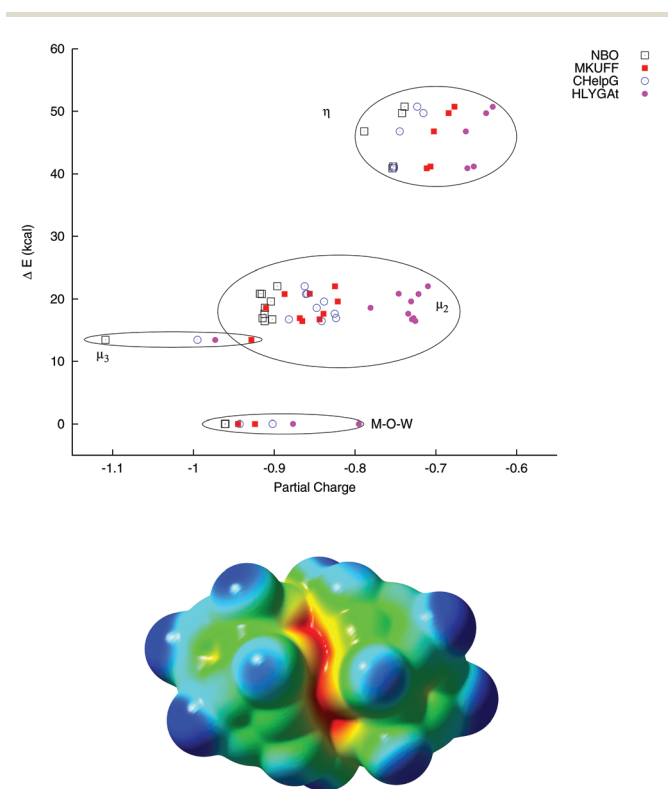 60
50
40
30
20
10
0
Δ E (kcal)
-1.1 -1 -0.9 -0.8 -0.7 -0.6
Partial Charge
NBO
MKUFF
CHelpG
HLYGAt
η
μ2
μ3
M-O-W